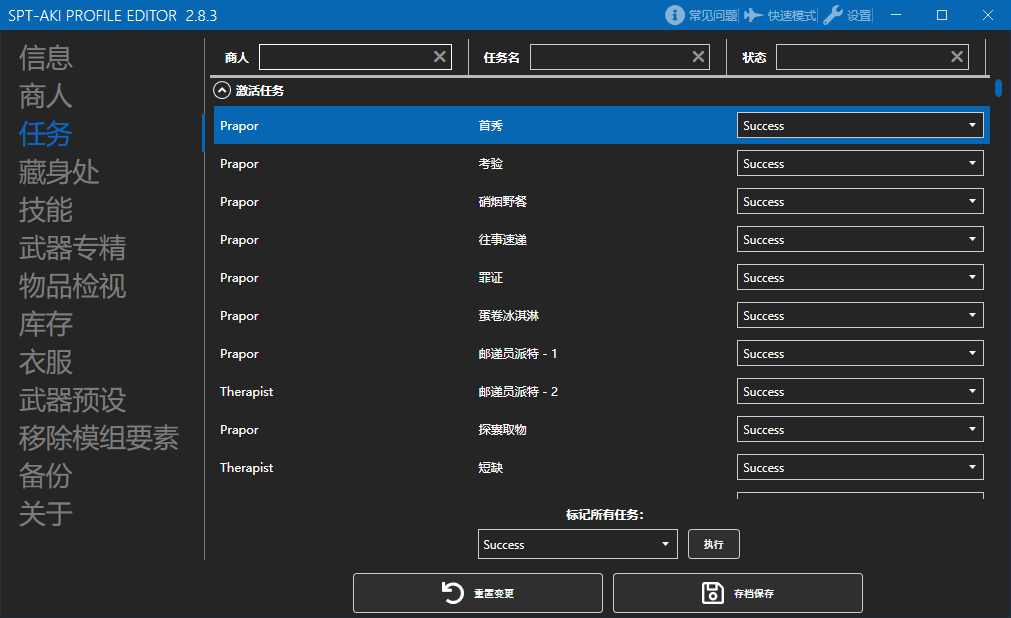 SPT-AKI PROFILE EDITOR 2.8.3
常见问题 快速模式 设置
信息
商人
任务
藏身处
技能
武器专精
物品检视
库存
衣服
武器预设
移除模组要素
备份
关于
商人 任务名 状态
激活任务
Prapor 首秀 Success
Prapor 考验 Success
Prapor 硝烟野餐 Success
Prapor 往事速递 Success
Prapor 罪证 Success
Prapor 蛋卷冰淇淋 Success
Prapor 邮递员派特 - 1 Success
Therapist 邮递员派特 - 2 Success
Prapor 探囊取物 Success
Therapist 短缺 Success
标记所有任务:
Success 执行
重置变更 存档保存